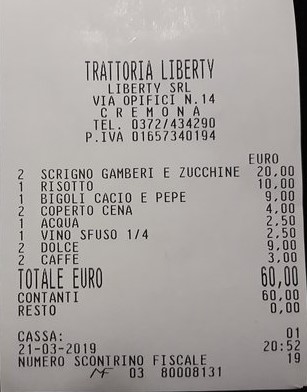 TRATTORIA LIBERTY
LIBERTY SRL
VIA OPIFICI N.14
C R E M O N A
TEL. 0372/434290
P.IVA 01657340194
EURO
2 SCRIGNO GAMBERI E ZUCCHINE 20,00
1 RISOTTO 10,00
1 BIGOLI CACIO E PEPE 9,00
2 COPERTO CENA 4,00
1 ACQUA 2,50
1 VINO SFUSO 1/4 2,50
2 DOLCE 9,00
2 CAFFE 3,00
TOTALE EURO 60,00
CONTANTI 60,00
RESTO 0,00
CASSA: 01
21-03-2019 20:52
NUMERO SCONTRINO FISCALE 19
MF 03 80008131